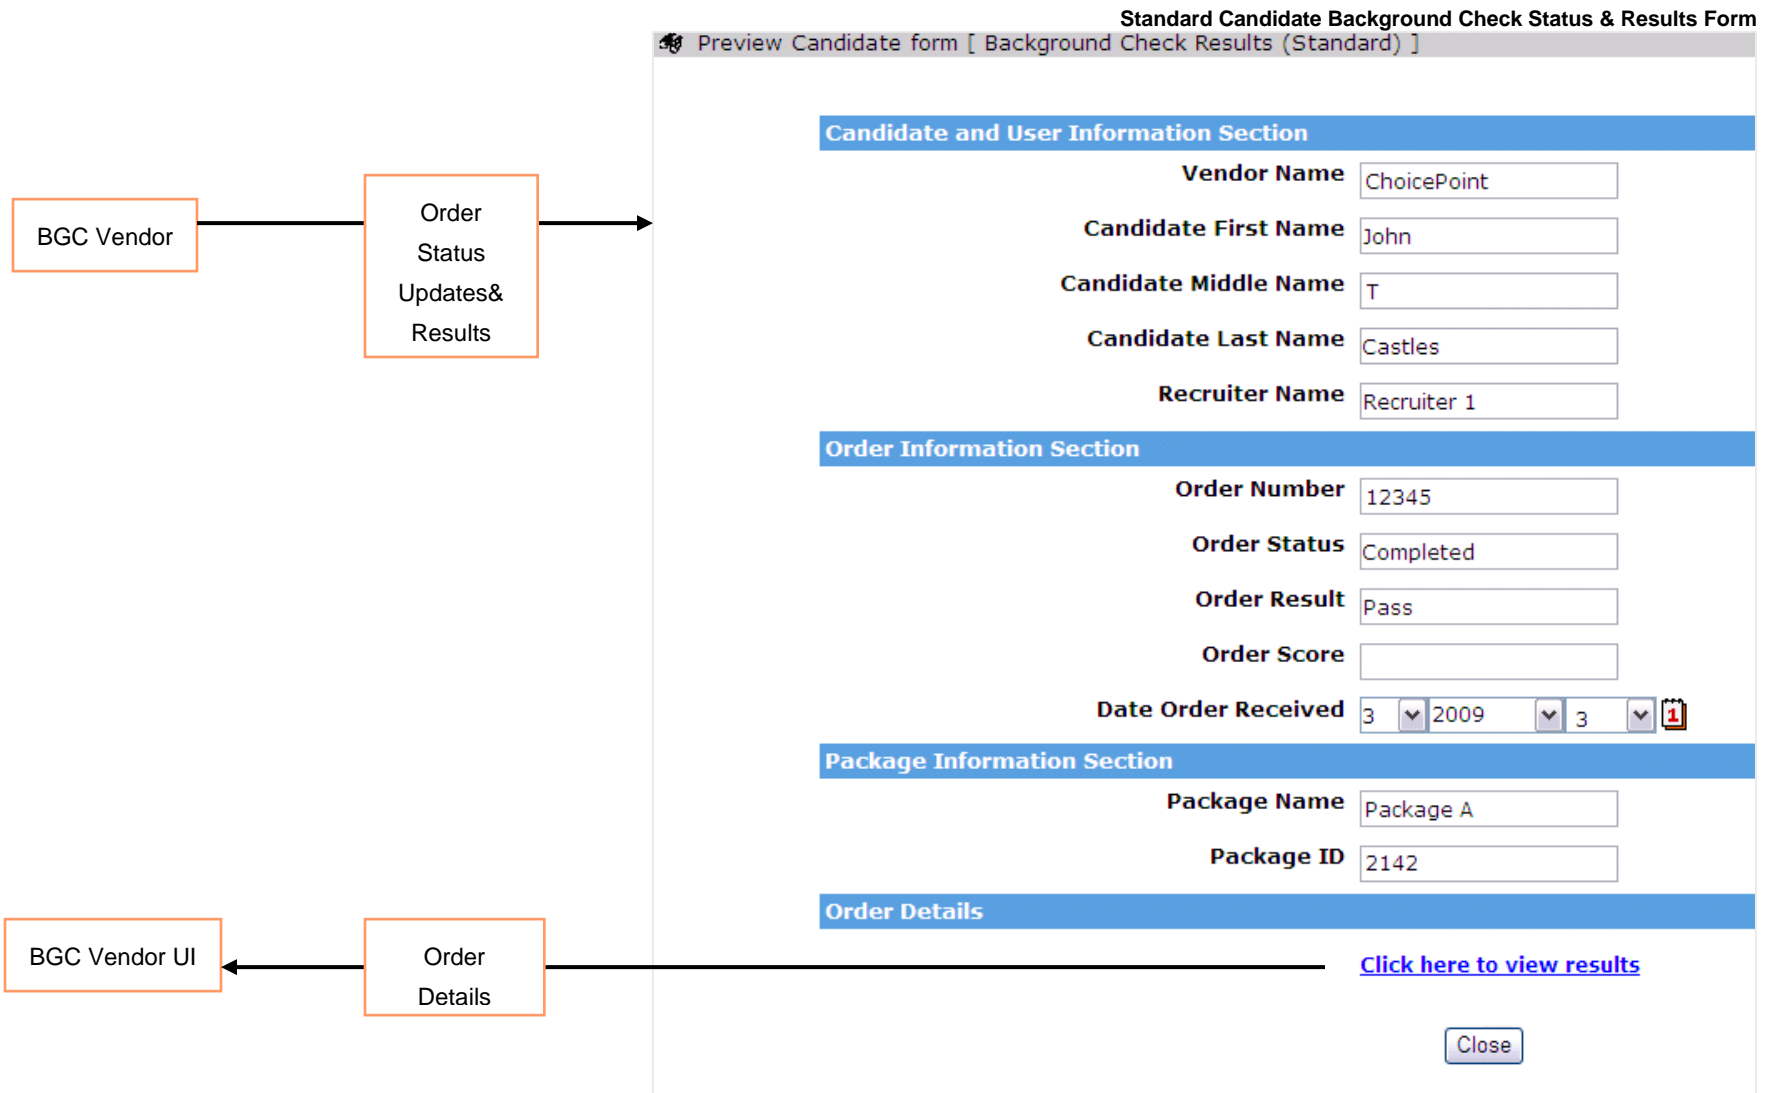 Standard Candidate Background Check Status & Results Form
Preview Candidate form [ Background Check Results (Standard) ]
Candidate and User Information Section
Vendor Name ChoicePoint
Candidate First Name John
Candidate Middle Name T
Candidate Last Name Castles
Recruiter Name Recruiter 1
Order Information Section
Order Number 12345
Order Status Completed
Order Result Pass
Order Score
Date Order Received 3 2009 3 1
Package Information Section
Package Name Package A
Package ID 2142
Order Details
Click here to view results
Close
BGC Vendor
Order
Status
Updates&
Results
BGC Vendor UI
Order
Details